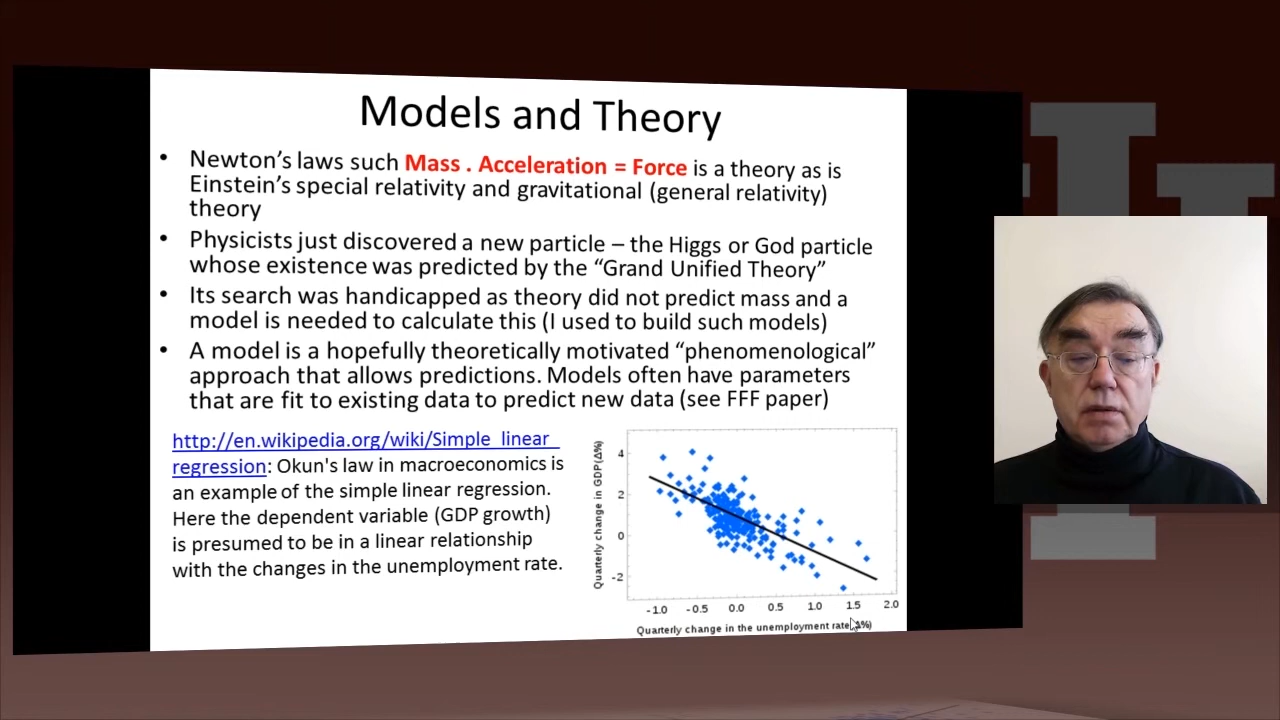 Models and Theory
• Newton's laws such Mass . Acceleration = Force is a theory as is
Einstein's special relativity and gravitational (general relativity)
theory
• Physicists just discovered a new particle – the Higgs or God particle
whose existence was predicted by the “Grand Unified Theory”
• Its search was handicapped as theory did not predict mass and a
model is needed to calculate this (I used to build such models)
• A model is a hopefully theoretically motivated “phenomenological”
approach that allows predictions. Models often have parameters
that are fit to existing data to predict new data (see FFF paper)
http://en.wikipedia.org/wiki/Simple_linear_
regression: Okun's law in macroeconomics is
an example of the simple linear regression.
Here the dependent variable (GDP growth)
is presumed to be in a linear relationship
with the changes in the unemployment rate.
Quarterly change in GDP(Δ%)
4
2
0
-2
-1.0 -0.5 0.0 0.5 1.0 1.5 2.0
Quarterly change in the unemployment rate(Δ%)